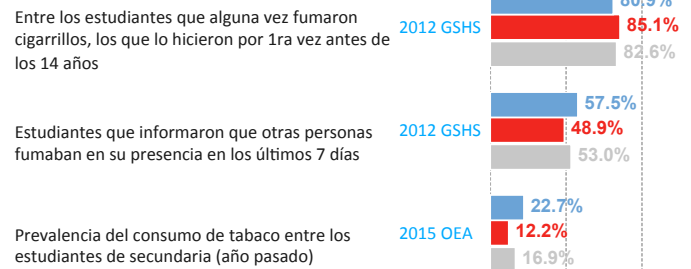 80.9%
Entre los estudiantes que alguna vez fumaron
cigarrillos, los que lo hicieron por 1ra vez antes de
los 14 años
2012 GSHS
85.1%
82.6%
57.5%
Estudiantes que informaron que otras personas
fumaban en su presencia en los últimos 7 días
2012 GSHS
48.9%
53.0%
22.7%
Prevalencia del consumo de tabaco entre los
estudiantes de secundaria (año pasado)
2015 OEA
12.2%
16.9%